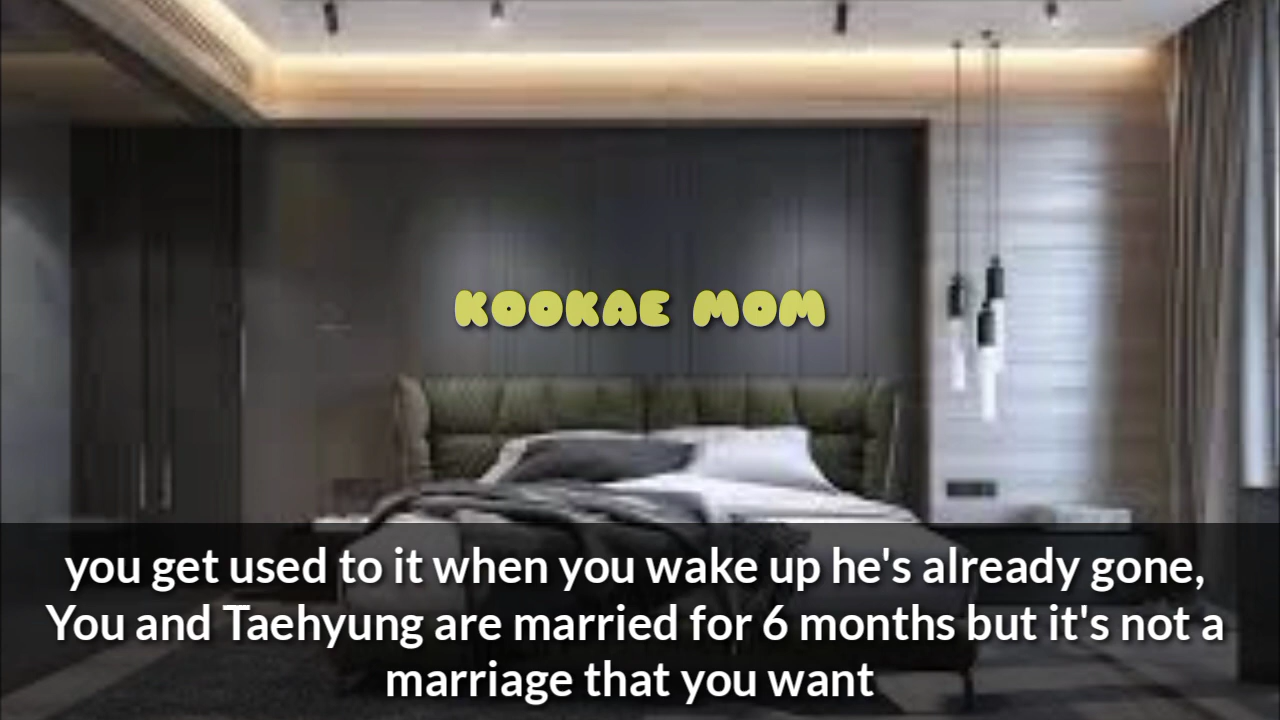 KOOKAE MOM
you get used to it when you wake up he's already gone,
You and Taehyung are married for 6 months but it's not a
marriage that you want